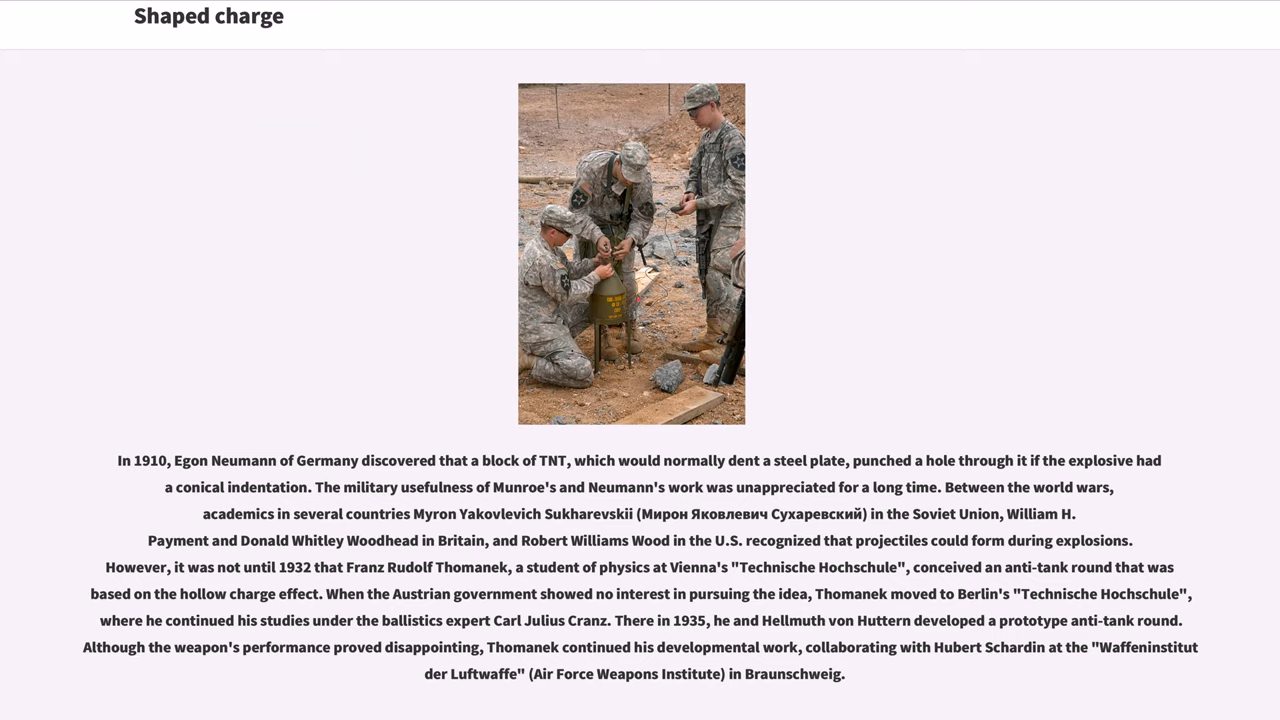 Shaped charge
In 1910, Egon Neumann of Germany discovered that a block of TNT, which would normally dent a steel plate, punched a hole through it if the explosive had
a conical indentation. The military usefulness of Munroe's and Neumann's work was unappreciated for a long time. Between the world wars,
academics in several countries Myron Yakovlevich Sukharevskii (Мирон Яковлевич Сухаревский) in the Soviet Union, William H.
Payment and Donald Whitley Woodhead in Britain, and Robert Williams Wood in the U.S. recognized that projectiles could form during explosions.
However, it was not until 1932 that Franz Rudolf Thomanek, a student of physics at Vienna's "Technische Hochschule", conceived an anti-tank round that was
based on the hollow charge effect. When the Austrian government showed no interest in pursuing the idea, Thomanek moved to Berlin's "Technische Hochschule",
where he continued his studies under the ballistics expert Carl Julius Cranz. There in 1935, he and Hellmuth von Huttern developed a prototype anti-tank round.
Although the weapon's performance proved disappointing, Thomanek continued his developmental work, collaborating with Hubert Schardin at the "Waffeninstitut
der Luftwaffe" (Air Force Weapons Institute) in Braunschweig.